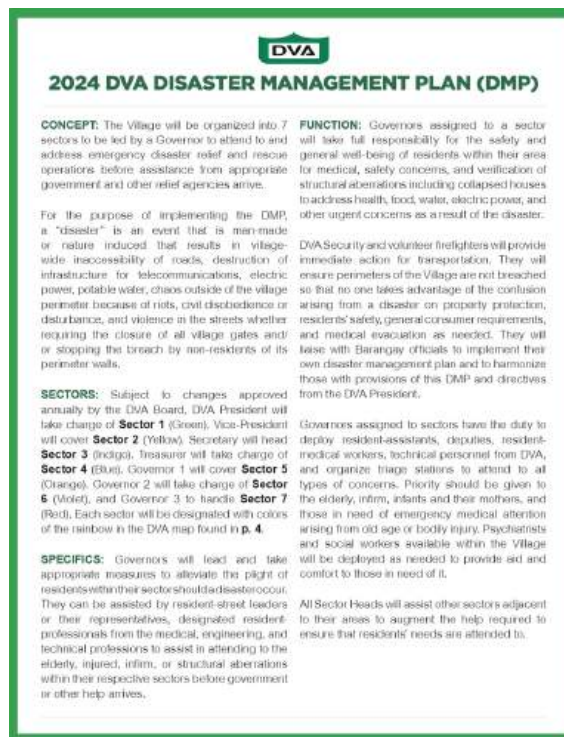 DVA
2024 DVA DISASTER MANAGEMENT PLAN (DMP)
CONCEPT: The Village will be organized into 7
sectors to be led by a Governor to attend to and
address emergency disaster relief and rescue
operations before assistance from appropriate
government and other relief agencies arrive.
For the purpose of implementing the DMP,
a "disaster" is an event that is man-made
or nature induced that results in village-
wide inaccessibility of roads, destruction of
infrastructure for telecommunications, electric
power, potable water, chaos outside of the village
perimeter because of riots, civil disobedience or
disturbance, and violence in the streets whether
requiring the closure of all village gates and/
or stopping the breach by non-residents of its
perimeter walls.
SECTORS: Subject to changes approved
annually by the DVA Board, DVA President will
take charge of Sector 1 (Green). Vice-President
will cover Sector 2 (Yellow). Secretary will head
Sector 3 (Indigo). Treasurer will take charge of
Sector 4 (Blue). Governor 1 will cover Sector 5
(Orange). Governor 2 will take charge of Sector
6 (Violet), and Governor 3 to handle Sector 7
(Red). Each sector will be designated with colors
of the rainbow in the DVA map found in p. 4.
SPECIFICS: Governors will lead and take
appropriate measures to alleviate the plight of
residents within their sector should a disaster occur.
They can be assisted by resident-street leaders
or their representatives, designated resident-
professionals from the medical, engineering, and
technical professions to assist in attending to the
elderly, injured, infirm, or structural aberrations
within their respective sectors before government
or other help arrives.
FUNCTION: Governors assigned to a sector
will take full responsibility for the safety and
general well-being of residents within their area
for medical, safety concerns, and verification of
structural aberrations including collapsed houses
to address health, food, water, electric power, and
other urgent concerns as a result of the disaster.
DVA Security and volunteer firefighters will provide
immediate action for transportation. They will
ensure perimeters of the Village are not breached
so that no one takes advantage of the confusion
arising from a disaster on property protection,
residents' safety, general consumer requirements,
and medical evacuation as needed. They will
liaise with Barangay officials to implement their
own disaster management plan and to harmonize
those with provisions of this DMP and directives
from the DVA President.
Governors assigned to sectors have the duty to
deploy resident-assistants, deputies, resident-
medical workers, technical personnel from DVA,
and organize triage stations to attend to all
types of concerns. Priority should be given to
the elderly, infirm, infants and their mothers, and
those in need of emergency medical attention
arising from old age or bodily injury. Psychiatrists
and social workers available within the Village
will be deployed as needed to provide aid and
comfort to those in need of it.
All Sector Heads will assist other sectors adjacent
to their areas to augment the help required to
ensure that residents' needs are attended to.